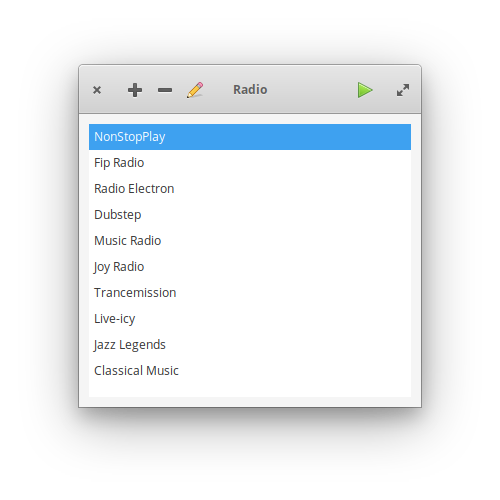 Radio
NonStopPlay
Fip Radio
Radio Electron
Dubstep
Music Radio
Joy Radio
Trancemission
Live-icy
Jazz Legends
Classical Music